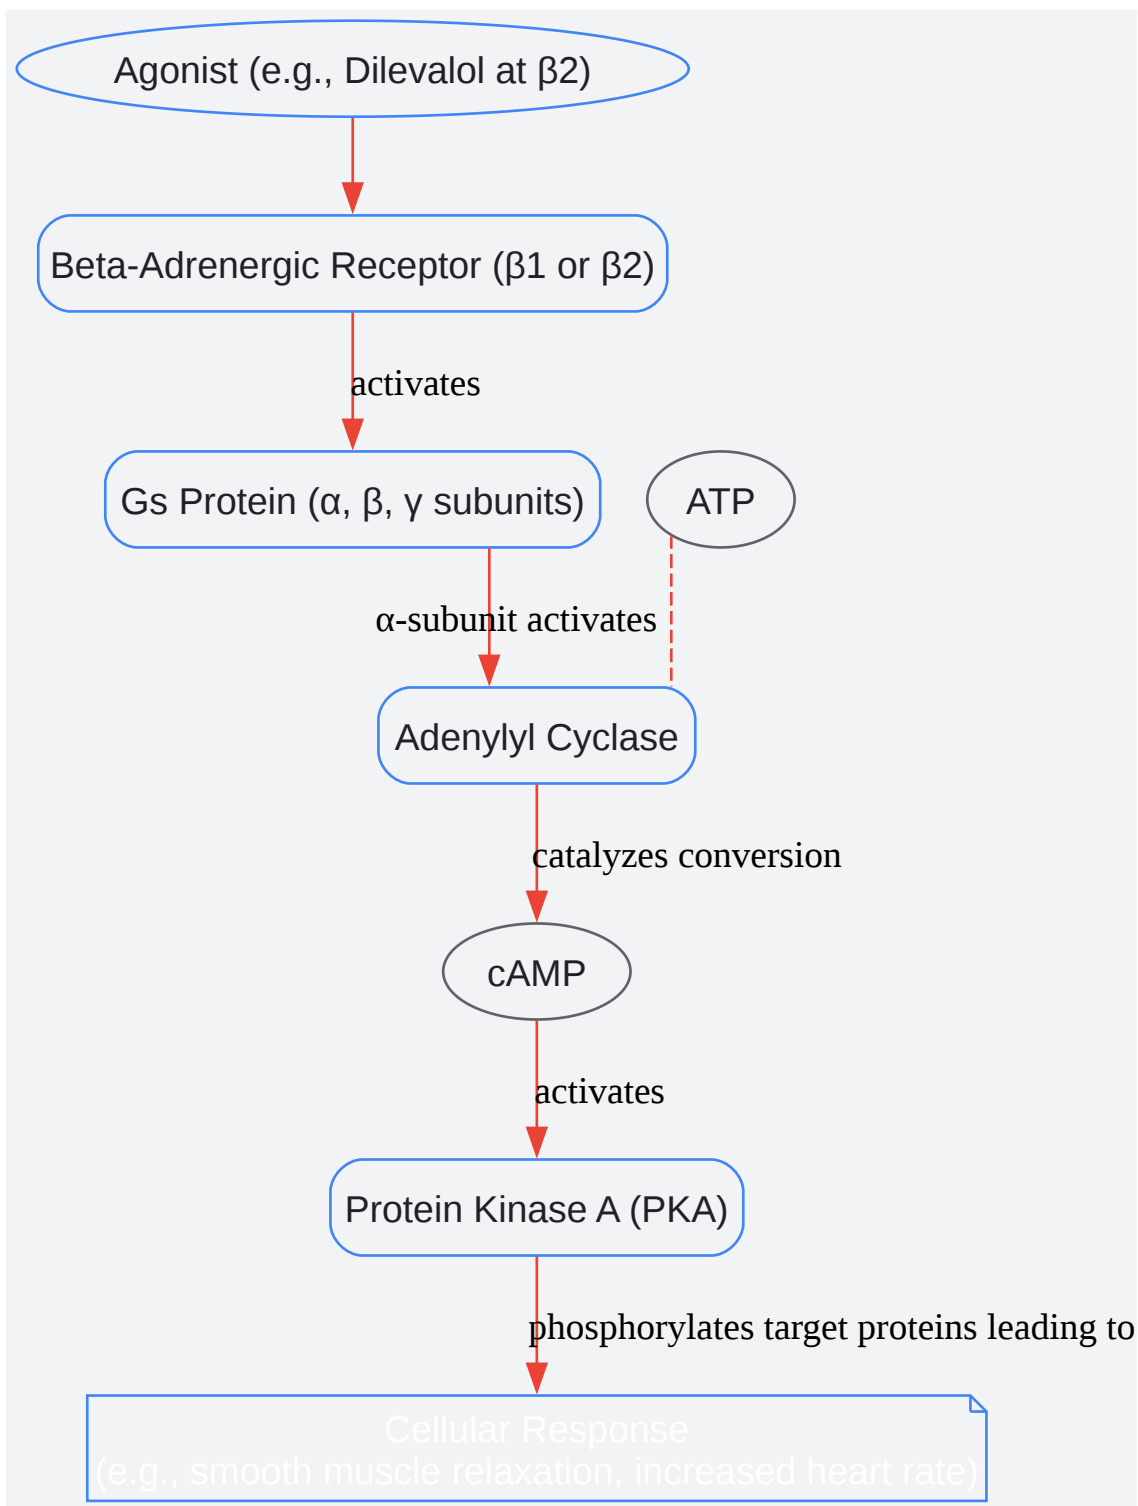 Agonist (e.g., Dilevalol at β2)
Beta-Adrenergic Receptor (β1 or β2)
activates
Gs Protein (α, β, γ subunits)
ATP
α-subunit activates
Adenylyl Cyclase
catalyzes conversion
cAMP
activates
Protein Kinase A (PKA)
phosphorylates target proteins leading to
Cellular Response
(e.g., smooth muscle relaxation, increased heart rate)